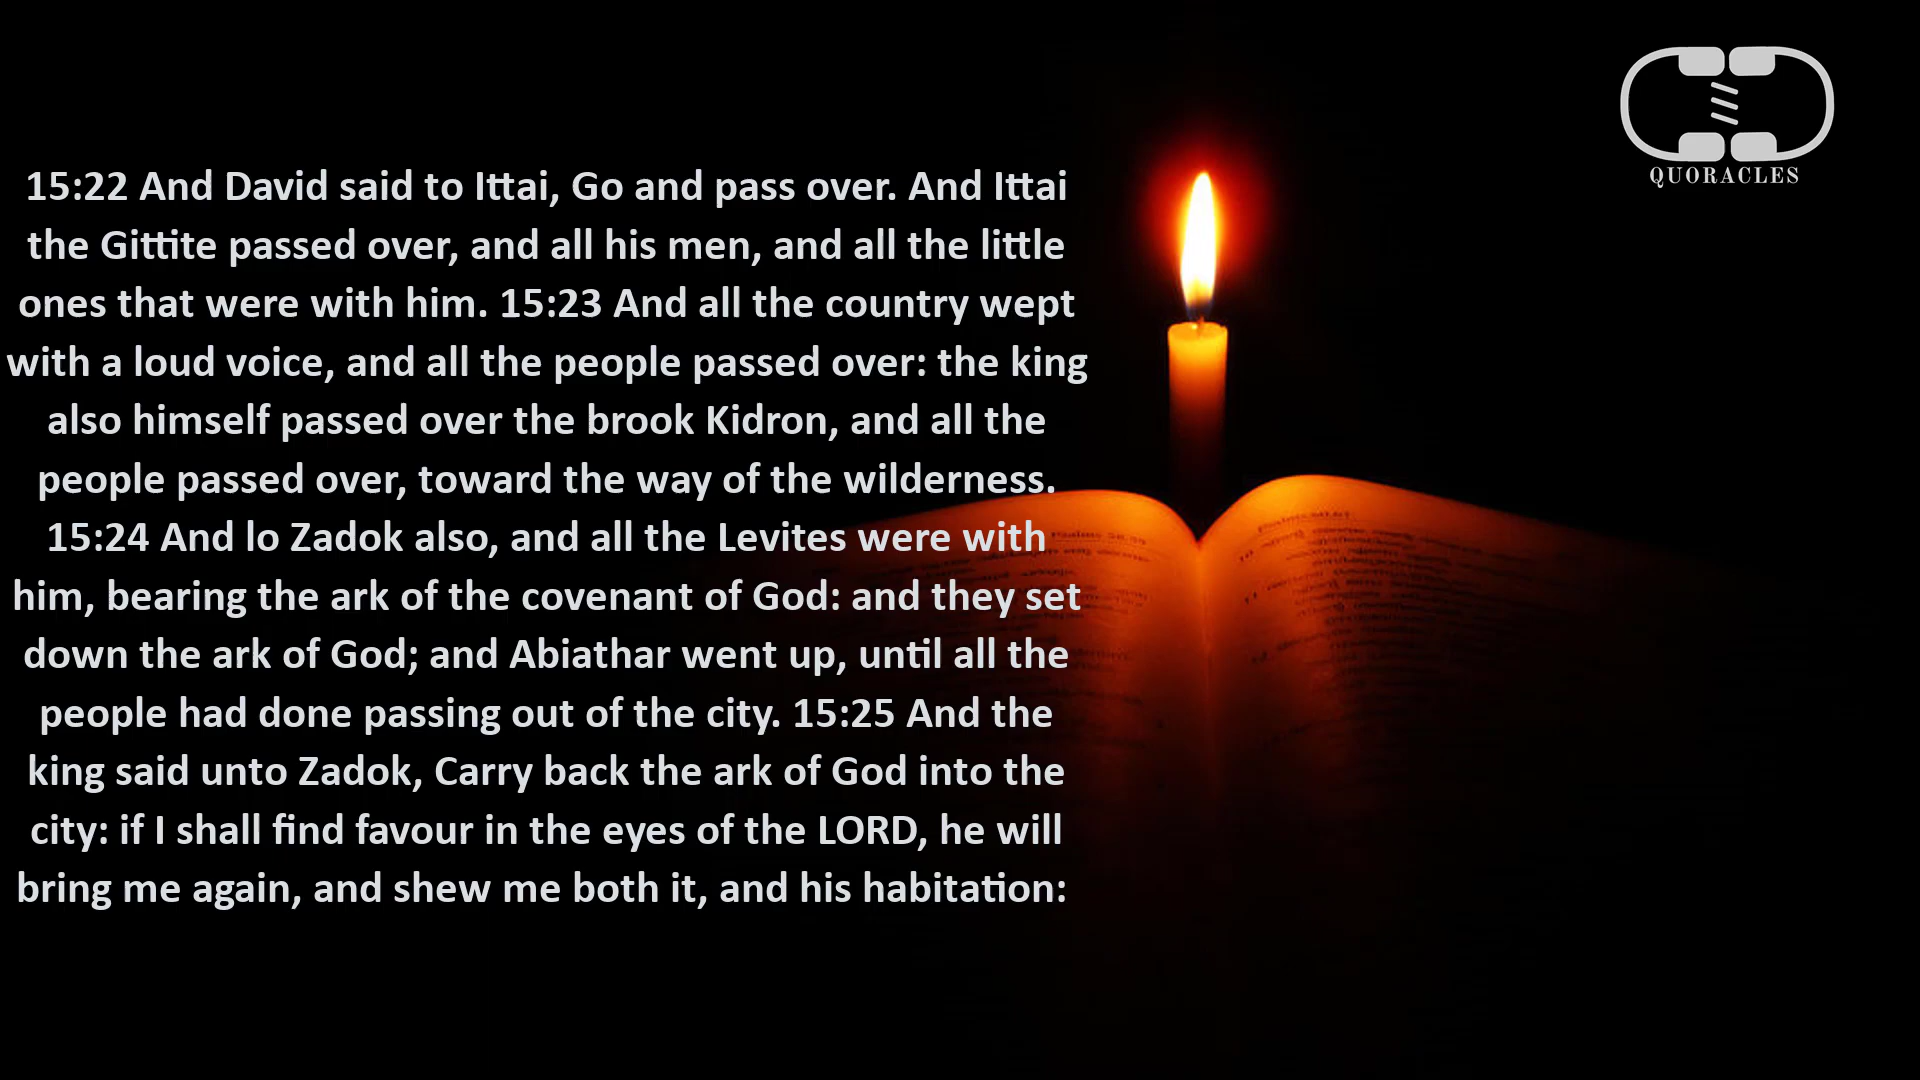 15:22 And David said to Ittai, Go and pass over. And Ittai
the Gittite passed over, and all his men, and all the little
ones that were with him. 15:23 And all the country wept
with a loud voice, and all the people passed over: the king
also himself passed over the brook Kidron, and all the
people passed over, toward the way of the wilderness.
15:24 And lo Zadok also, and all the Levites were with
him, bearing the ark of the covenant of God: and they set
down the ark of God; and Abiathar went up, until all the
people had done passing out of the city. 15:25 And the
king said unto Zadok, Carry back the ark of God into the
city: if I shall find favour in the eyes of the LORD, he will
bring me again, and shew me both it, and his habitation:
QUORACLES